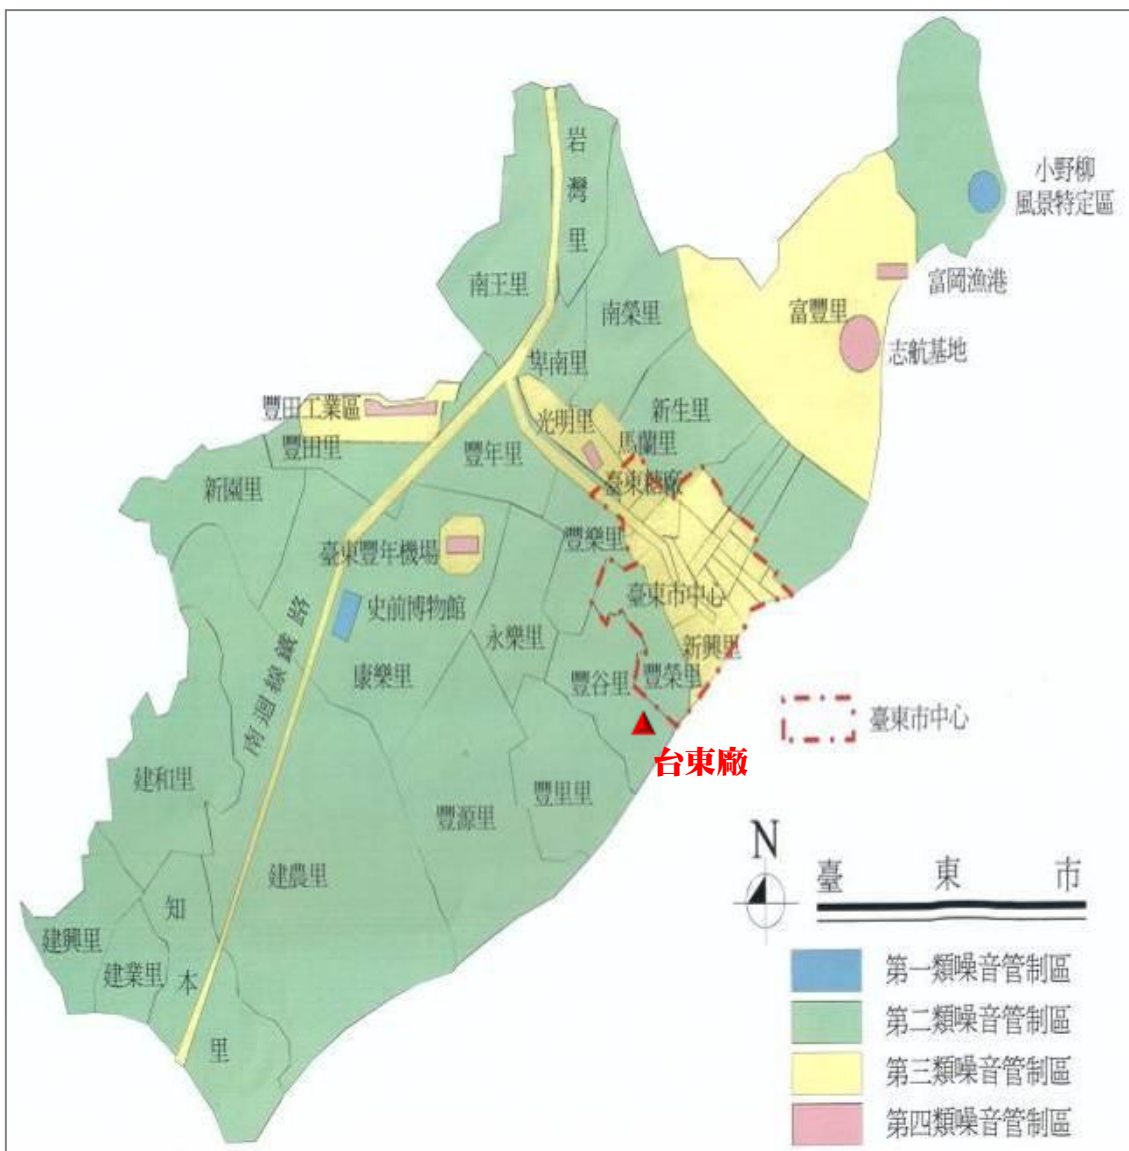 岩灣里
小野柳
風景特定區
南王里
富岡漁港
南榮里
富豐里
志航基地
卑南里
豐田工業區
光明里
新生里
豐田里
豐年里
馬蘭里
新園里
臺東糖廠
臺東豐年機場
豐樂里
史前博物館
臺東市中心
永樂里
南迴線鐵路
康樂里
新興里
豐谷里
豐榮里
臺東市中心
台東廠
建和里
豐里里
豐源里
N
臺東市
建農里
知本里
建興里
建業里
第一類噪音管制區
第二類噪音管制區
第三類噪音管制區
第四類噪音管制區